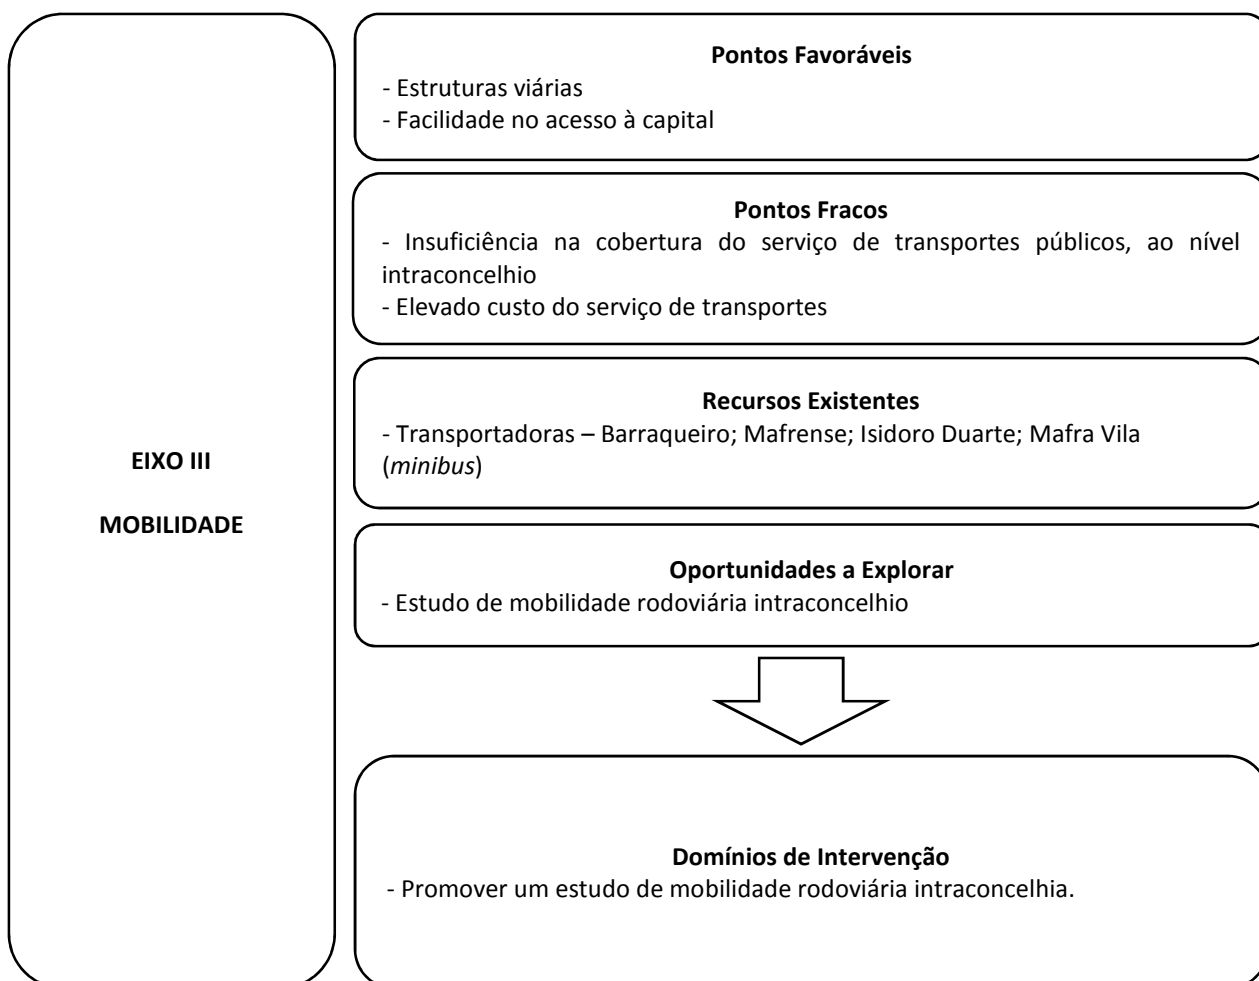 EIXO III
MOBILIDADE
Pontos Favoráveis
- Estruturas viárias
- Facilidade no acesso à capital
Pontos Fracos
- Insuficiência na cobertura do serviço de transportes públicos, ao nível
intraconcelhio
- Elevado custo do serviço de transportes
Recursos Existentes
- Transportadoras – Barraqueiro; Mafrense; Isidoro Duarte; Mafra Vila
(minibus)
Oportunidades a Explorar
- Estudo de mobilidade rodoviária intraconcelhio
Domínios de Intervenção
- Promover um estudo de mobilidade rodoviária intraconcelhia.